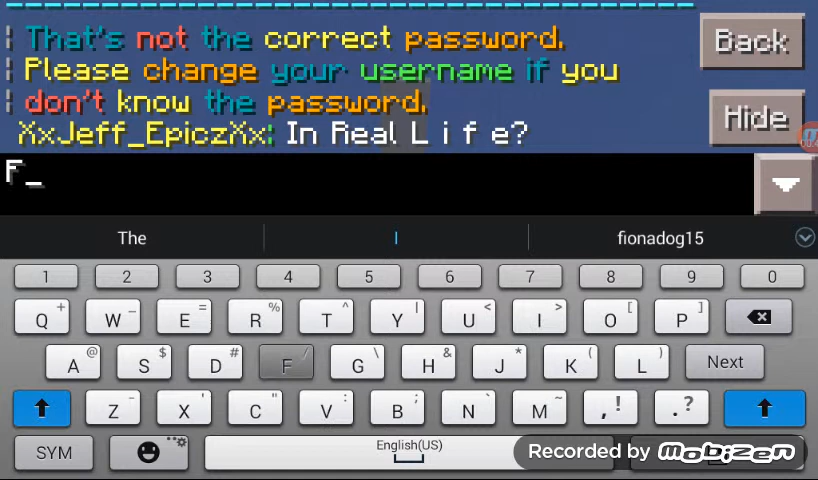 | That's not the correct password.
| Please change your username if you
| don't know the password.
XxJeff_EpiczXx: In Real L i f e?
Back
Hide
F_
The I fionadog15
1 2 3 4 5 6 7 8 9 0
Q + W _ E = R % T ^ Y | U < I > O [ P ]
A @ S $ D # F / G \ H & J * K ( L ) Next
Z - X ' C " V : B ; N ` M ~ , ! . ?
SYM English(US)
Recorded by mobizen